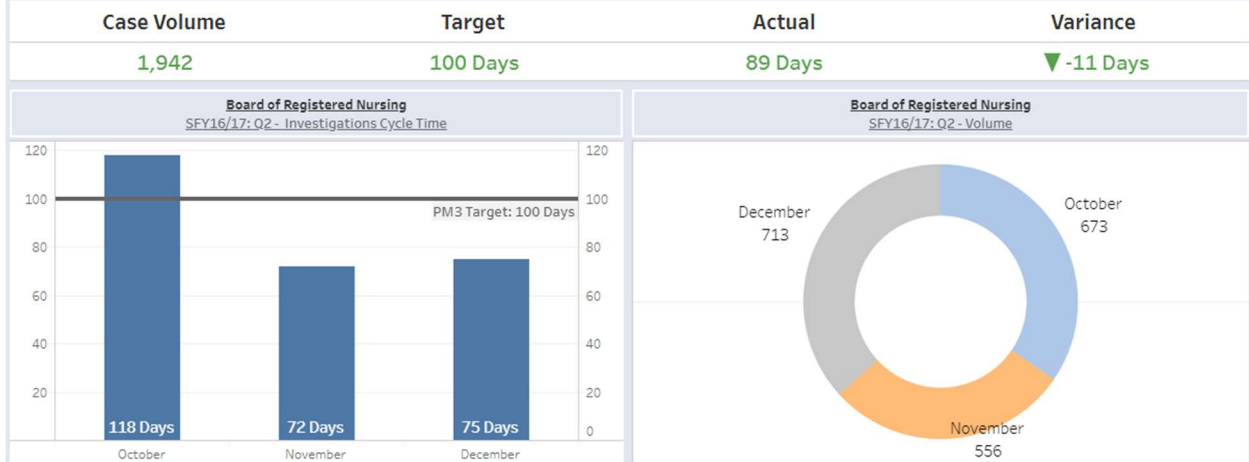 Case Volume Target Actual Variance
1,942 100 Days 89 Days ▼ -11 Days
Board of Registered Nursing
SFY16/17: Q2 - Investigations Cycle Time
120 120
100 100
PM3 Target: 100 Days
80 80
60 60
40 40
20 20
0
118 Days 72 Days 75 Days
October November December
Board of Registered Nursing
SFY16/17: Q2 - Volume
October
673
December
713
November
556